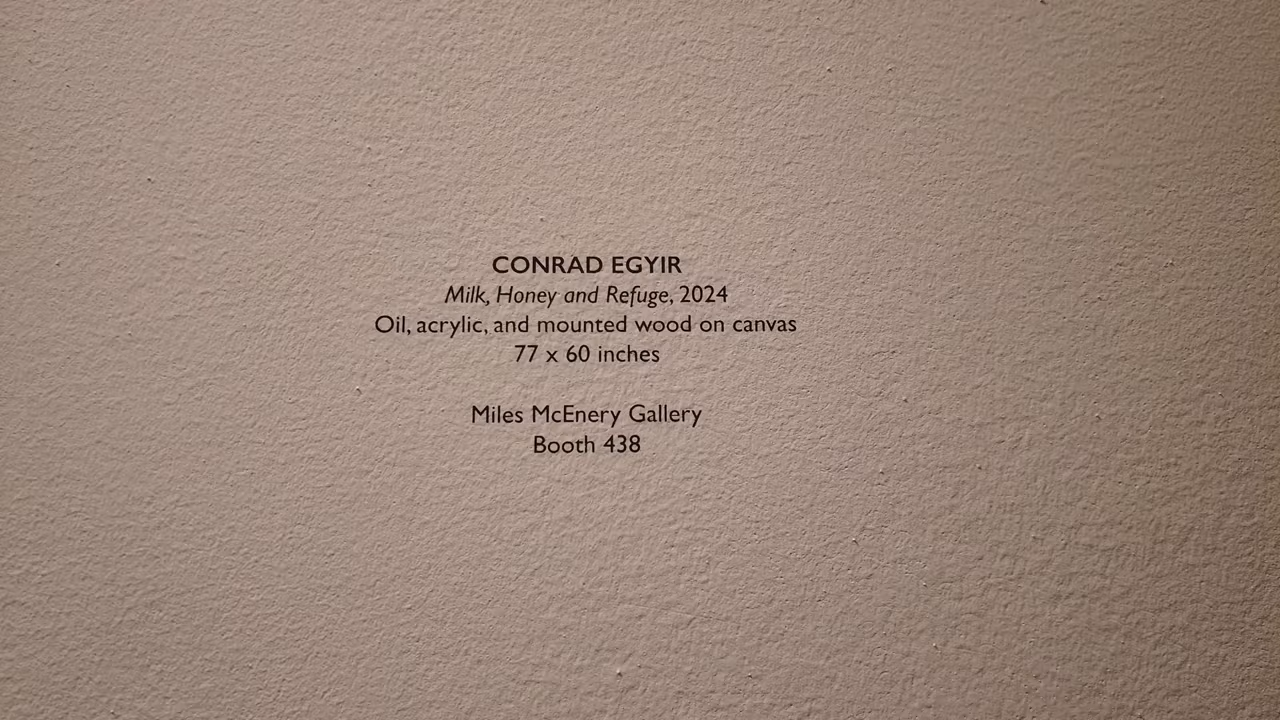 CONRAD EGYIR
Milk, Honey and Refuge, 2024
Oil, acrylic, and mounted wood on canvas
77 x 60 inches
Miles McEnery Gallery
Booth 438